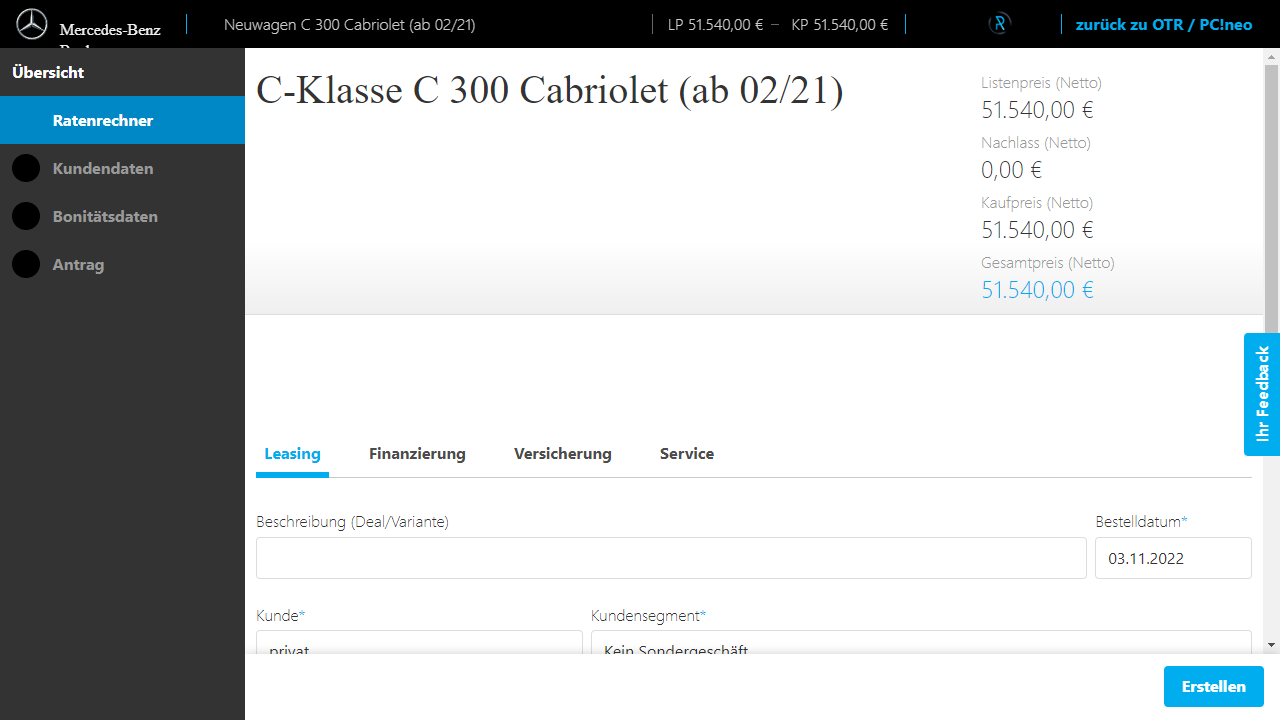 Mercedes-Benz
Neuwagen C 300 Cabriolet (ab 02/21)
LP 51.540,00 € – KP 51.540,00 €
zurück zu OTR / PC!neo
Übersicht
Ratenrechner
Kundendaten
Bonitätsdaten
Antrag
C-Klasse C 300 Cabriolet (ab 02/21)
Listenpreis (Netto)
51.540,00 €
Nachlass (Netto)
0,00 €
Kaufpreis (Netto)
51.540,00 €
Gesamtpreis (Netto)
51.540,00 €
Ihr Feedback
Leasing Finanzierung Versicherung Service
Beschreibung (Deal/Variante) Bestelldatum*
03.11.2022
Kunde* Kundensegment*
privat Kein Sondergeschäft
Erstellen